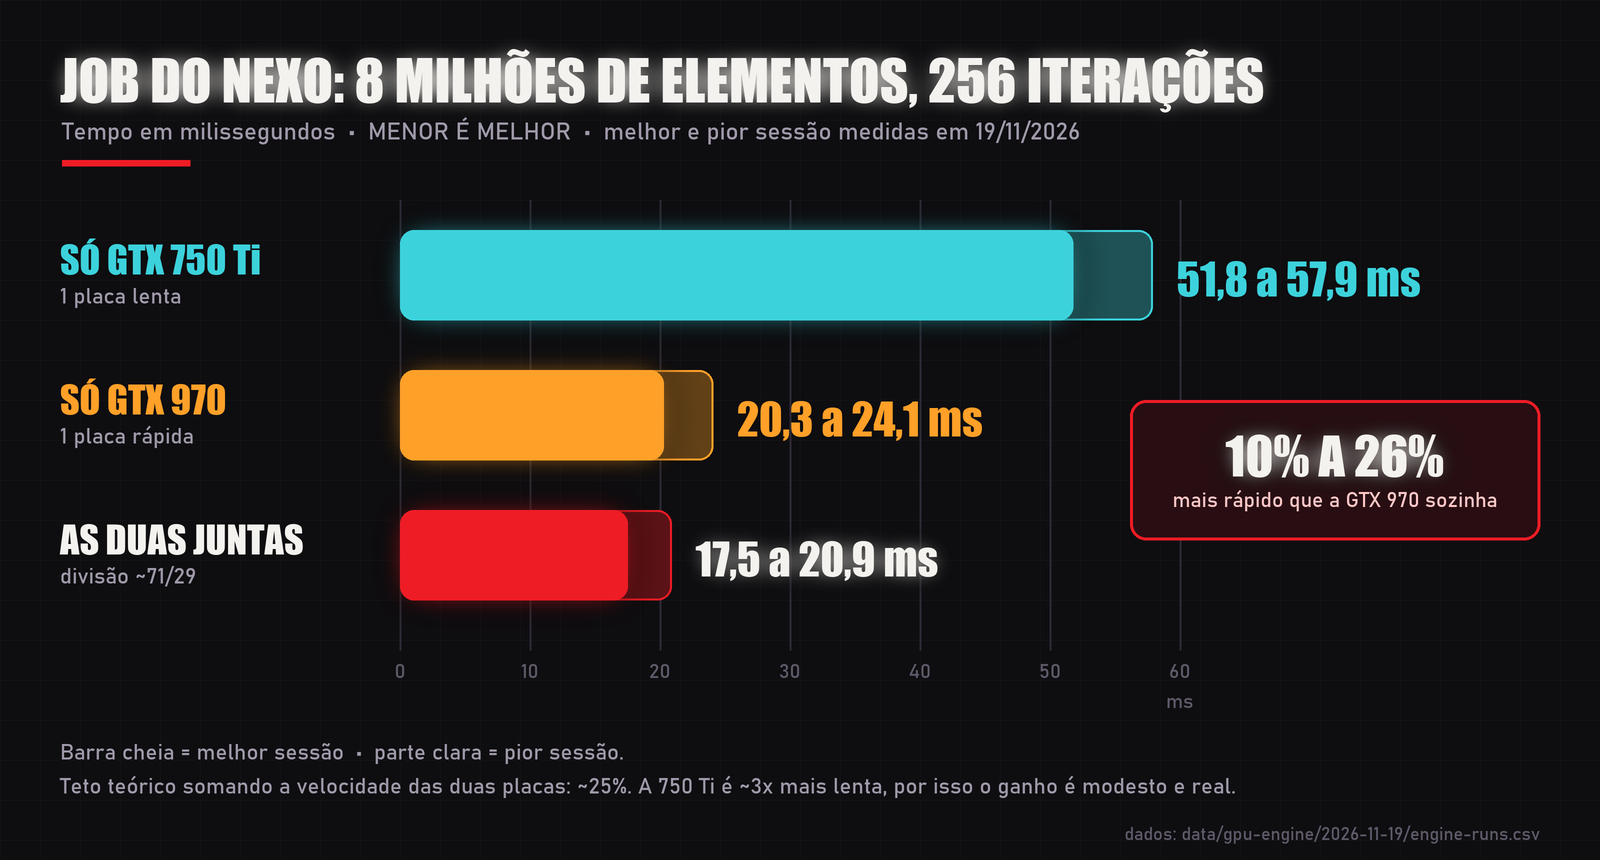 JOB DO NEXO: 8 MILHÕES DE ELEMENTOS, 256 ITERAÇÕES
Tempo em milissegundos · MENOR É MELHOR · melhor e pior sessão medidas em 19/11/2026
SÓ GTX 750 Ti
1 placa lenta
51,8 a 57,9 ms
SÓ GTX 970
1 placa rápida
20,3 a 24,1 ms
10% A 26%
mais rápido que a GTX 970 sozinha
AS DUAS JUNTAS
divisão ~71/29
17,5 a 20,9 ms
0 10 20 30 40 50 60
ms
Barra cheia = melhor sessão · parte clara = pior sessão.
Teto teórico somando a velocidade das duas placas: ~25%. A 750 Ti é ~3x mais lenta, por isso o ganho é modesto e real.
dados: data/gpu-engine/2026-11-19/engine-runs.csv